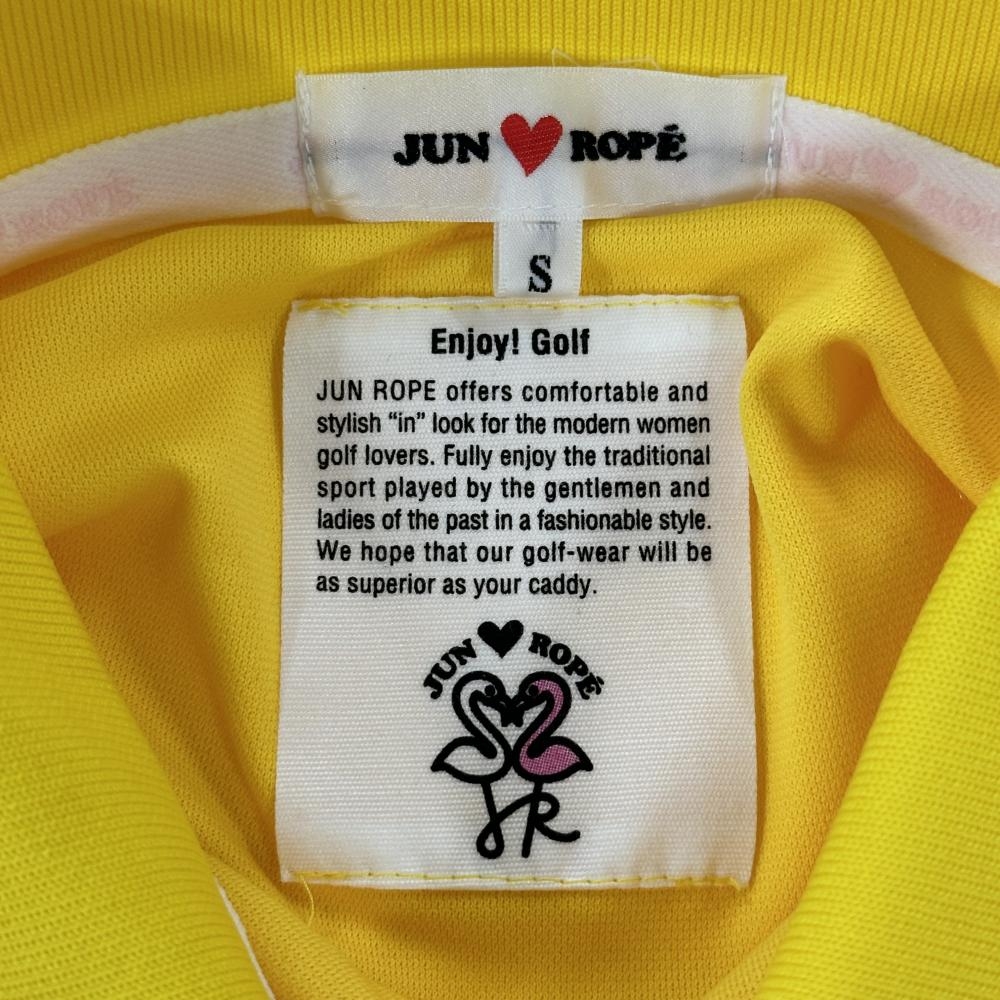 JUN ROPÉ
S
Enjoy! Golf
JUN ROPE offers comfortable and
stylish “in” look for the modern women
golf lovers. Fully enjoy the traditional
sport played by the gentlemen and
ladies of the past in a fashionable style.
We hope that our golf-wear will be
as superior as your caddy.
JUN ROPÉ
JR